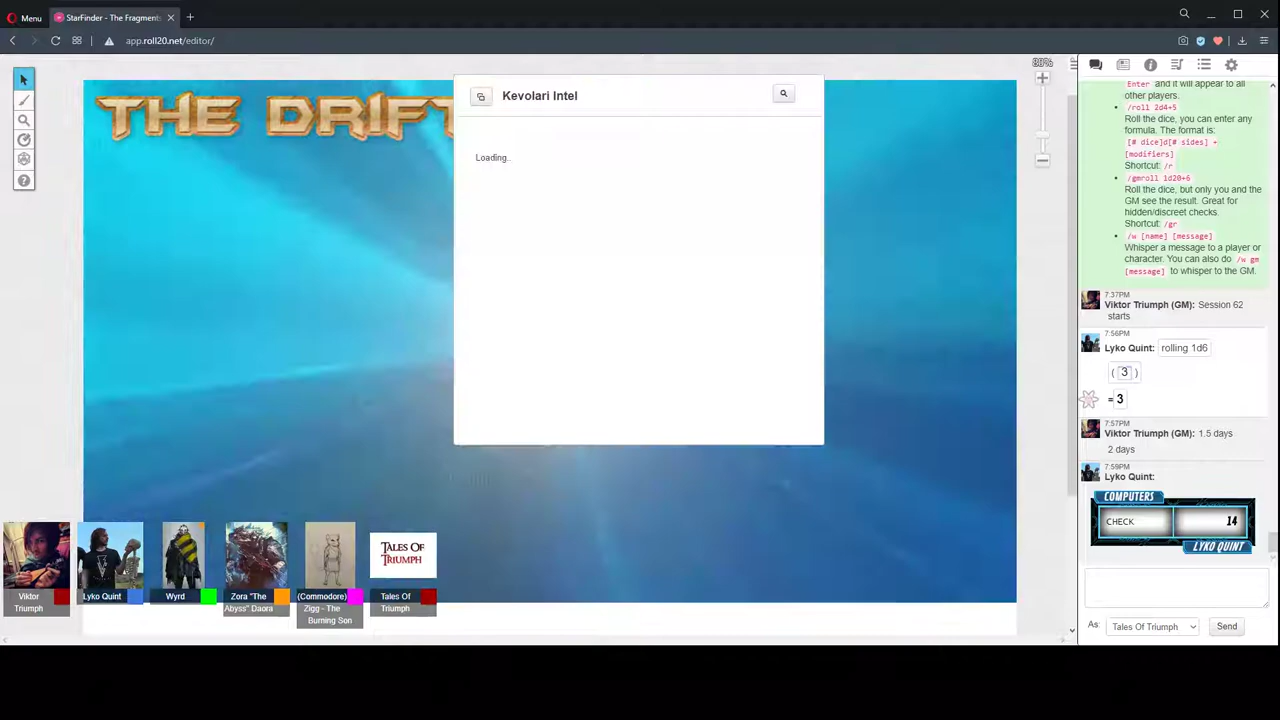 Menu
StarFinder - The Fragments
app.roll20.net/editor/
THE DRIFT
Kevolari Intel
Loading..
88%
Enter and it will appear to all
other players.
/roll 2d4+5
Roll the dice, you can enter any
formula. The format is:
[# dice]d[# sides] +
[modifiers]
Shortcut: /r
/gmroll 1d20+6
Roll the dice, but only you and the
GM see the result. Great for
hidden/discreet checks.
Shortcut: /gr
/w [name] [message]
Whisper a message to a player or
character. You can also do /w gm
[message] to whisper to the GM.
7:37PM
Viktor Triumph (GM): Session 62
starts
7:56PM
Lyko Quint: rolling 1d6
( 3 )
= 3
7:57PM
Viktor Triumph (GM): 1.5 days
2 days
7:59PM
Lyko Quint:
COMPUTERS
CHECK 14
LYKO QUINT
As: Tales Of Triumph Send
Viktor
Triumph
Lyko Quint
Wyrd
Zora "The
Abyss" Daora
(Commodore)
Zigg - The
Burning Son
TALES OF
TRIUMPH
Tales Of
Triumph